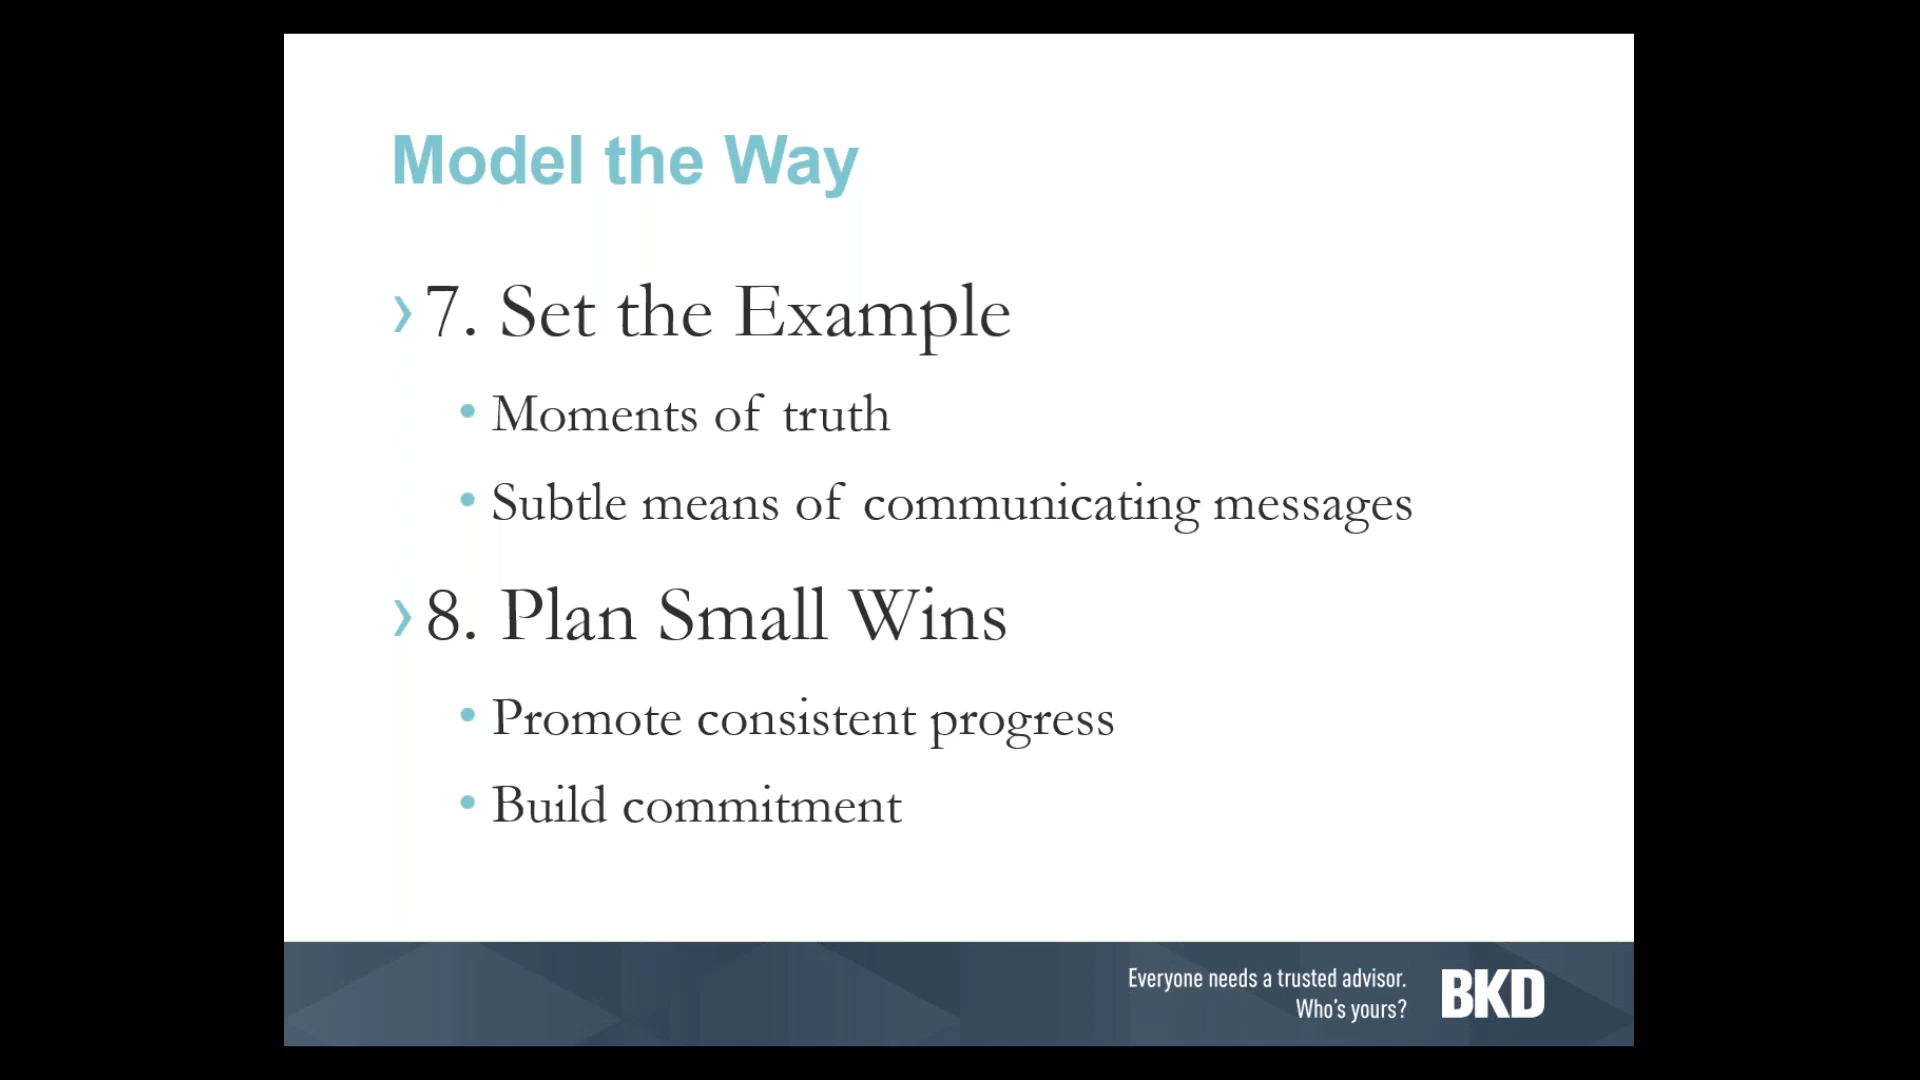 Model the Way
› 7. Set the Example
• Moments of truth
• Subtle means of communicating messages
› 8. Plan Small Wins
• Promote consistent progress
• Build commitment
Everyone needs a trusted advisor.
Who's yours?
BKD